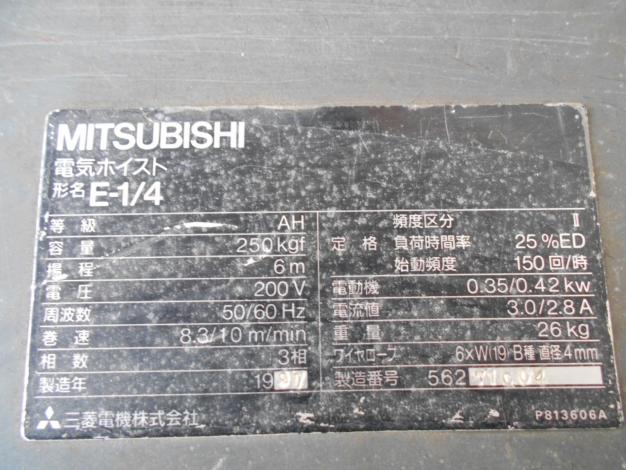 MITSUBISHI
電気ホイスト
形名 E-1/4
等級 AH
容量 250 kgf
揚程 6 m
電圧 200 V
周波数 50/60 Hz
巻速 8.3/10 m/min
相数 3相
製造年 19
頻度区分 Ⅱ
定格 負荷時間率 25 %ED
始動頻度 150 回/時
電動機 0.35/0.42 kw
電流値 3.0/2.8 A
重量 26 kg
ワイヤロープ 6×W(19) B種 直径4mm
製造番号 562
三菱電機株式会社
P813606A